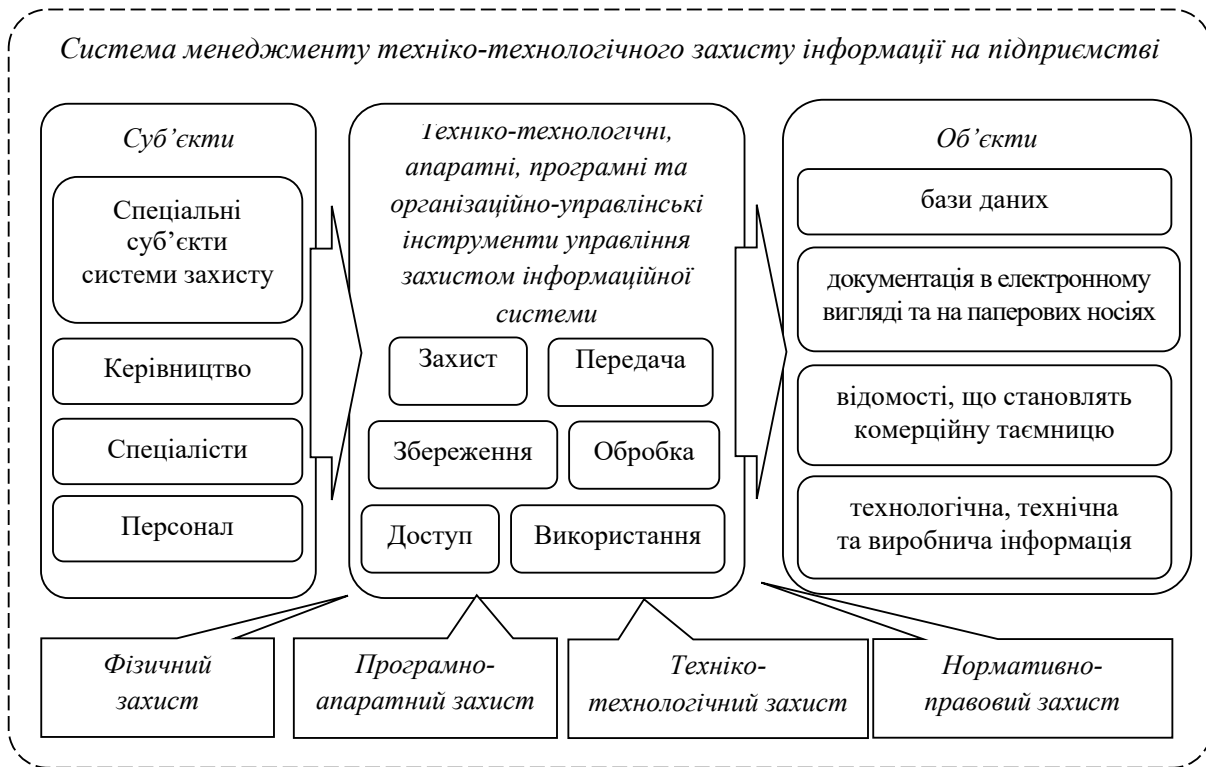 Система менеджменту техніко-технологічного захисту інформації на підприємстві
Суб’єкти
Спеціальні
суб’єкти
системи захисту
Керівництво
Спеціалісти
Персонал
Техніко-технологічні,
апаратні, програмні та
організаційно-управлінські
інструменти управління
захистом інформаційної
системи
Захист
Передача
Збереження
Обробка
Доступ
Використання
Об’єкти
бази даних
документація в електронному
вигляді та на паперових носіях
відомості, що становлять
комерційну таємницю
технологічна, технічна
та виробнича інформація
Фізичний
захист
Програмно-
апаратний захист
Техніко-
технологічний захист
Нормативно-
правовий захист